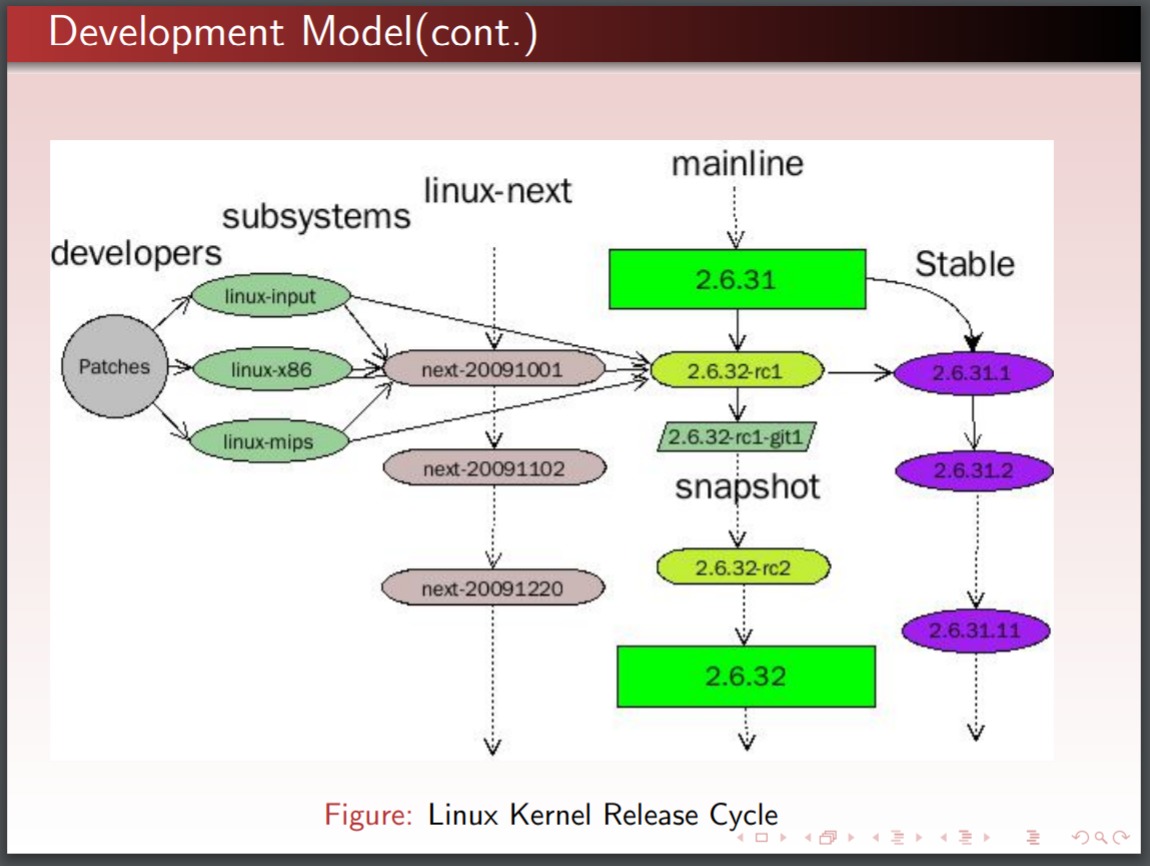 Development Model(cont.)
mainline
linux-next
subsystems
developers
Stable
linux-input
2.6.31
Patches
linux-x86
next-20091001
2.6.32-rc1
2.6.31.1
linux-mips
2.6.32-rc1-git1
next-20091102
2.6.31.2
snapshot
2.6.32-rc2
next-20091220
2.6.31.11
2.6.32
Figure: Linux Kernel Release Cycle